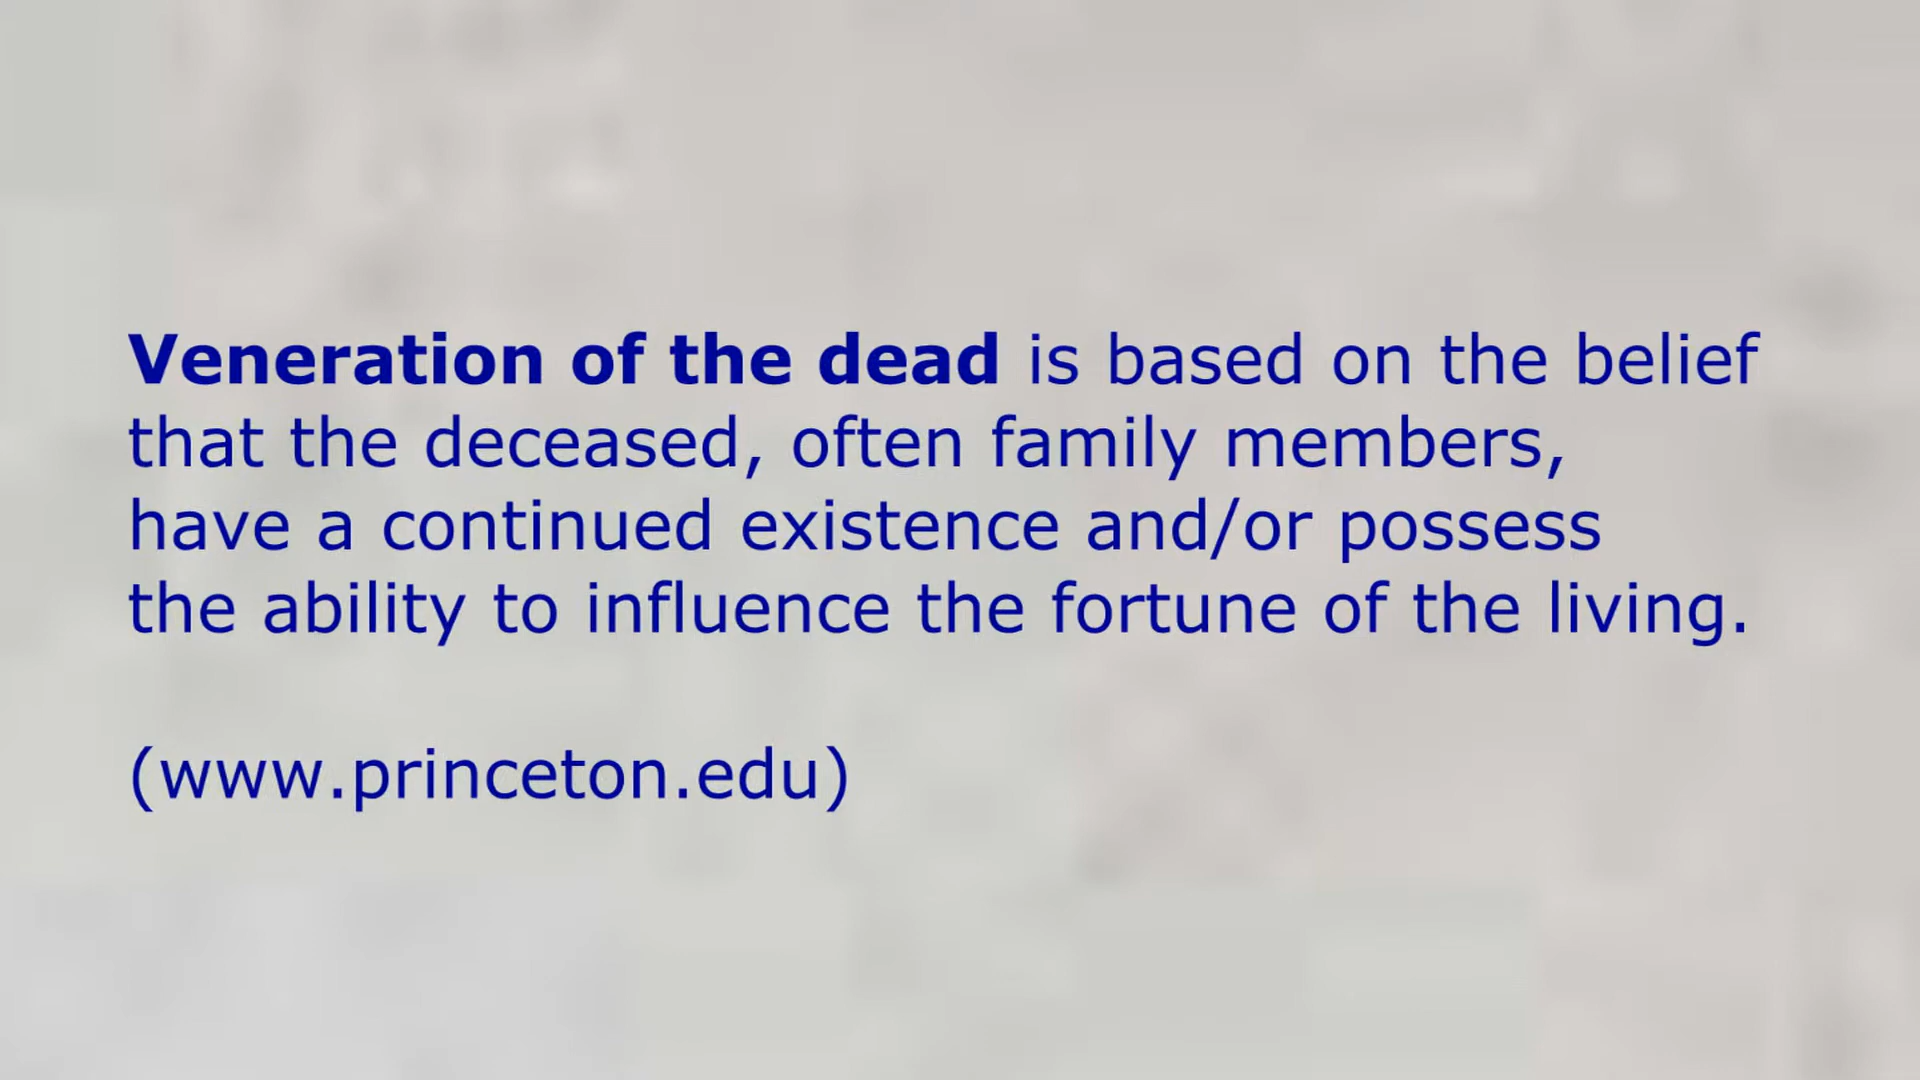 Veneration of the dead is based on the belief
that the deceased, often family members,
have a continued existence and/or possess
the ability to influence the fortune of the living.
(www.princeton.edu)